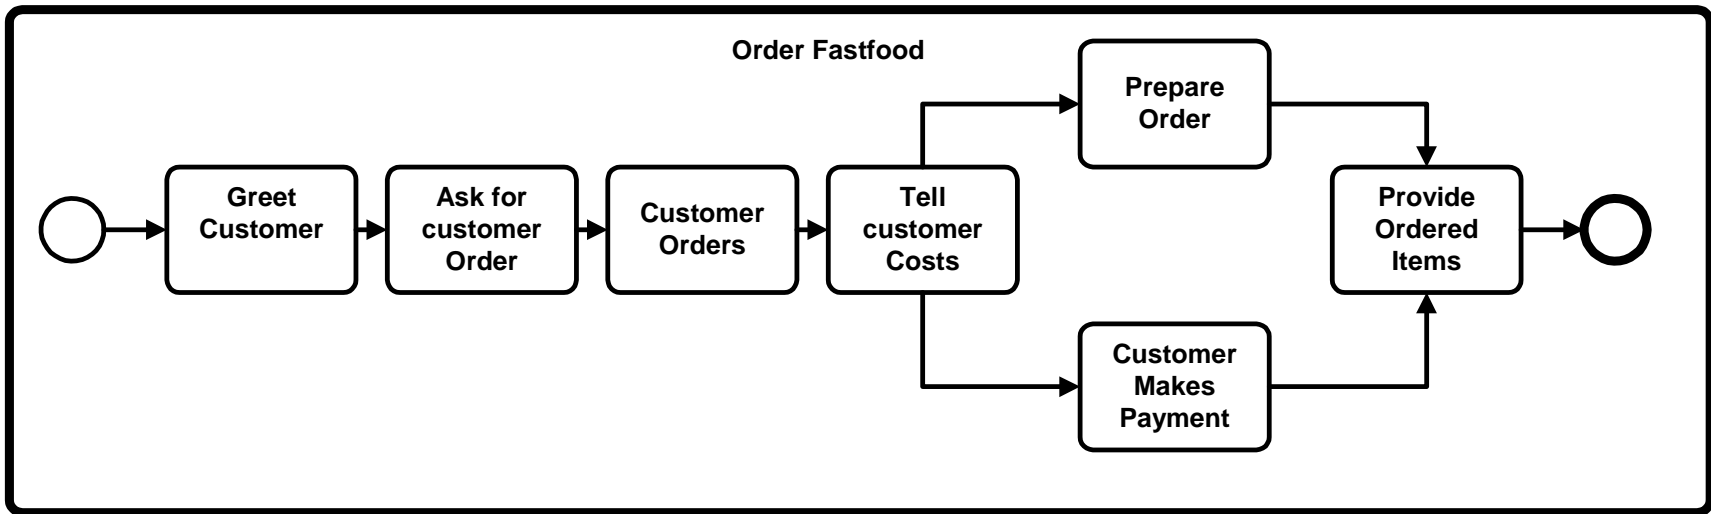 Order Fastfood
Greet
Customer
Ask for
customer
Order
Customer
Orders
Tell
customer
Costs
Prepare
Order
Customer
Makes
Payment
Provide
Ordered
Items